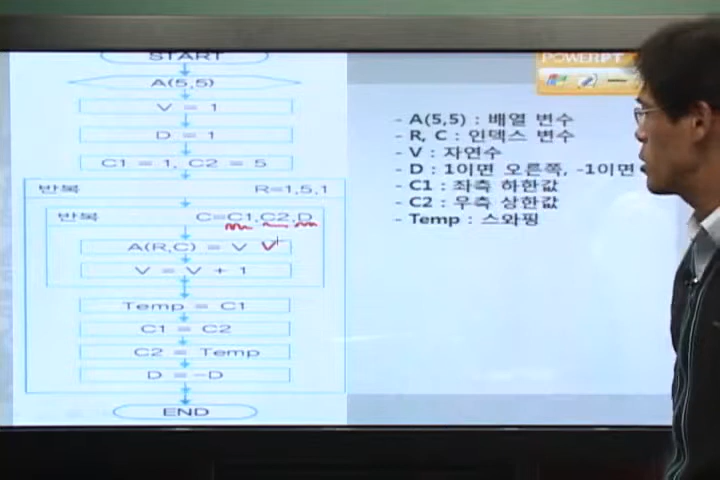 START
A(5,5)
V = 1
D = 1
C1 = 1, C2 = 5
반복 R=1,5,1
반복 C=C1,C2,D
A(R,C) = V V
V = V + 1
Temp = C1
C1 = C2
C2 = Temp
D = -D
END
POWERP
- A(5,5) : 배열 변수
- R, C : 인덱스 변수
- V : 자연수
- D : 1이면 오른쪽, -1이면
- C1 : 좌측 하한값
- C2 : 우측 상한값
- Temp : 스와핑